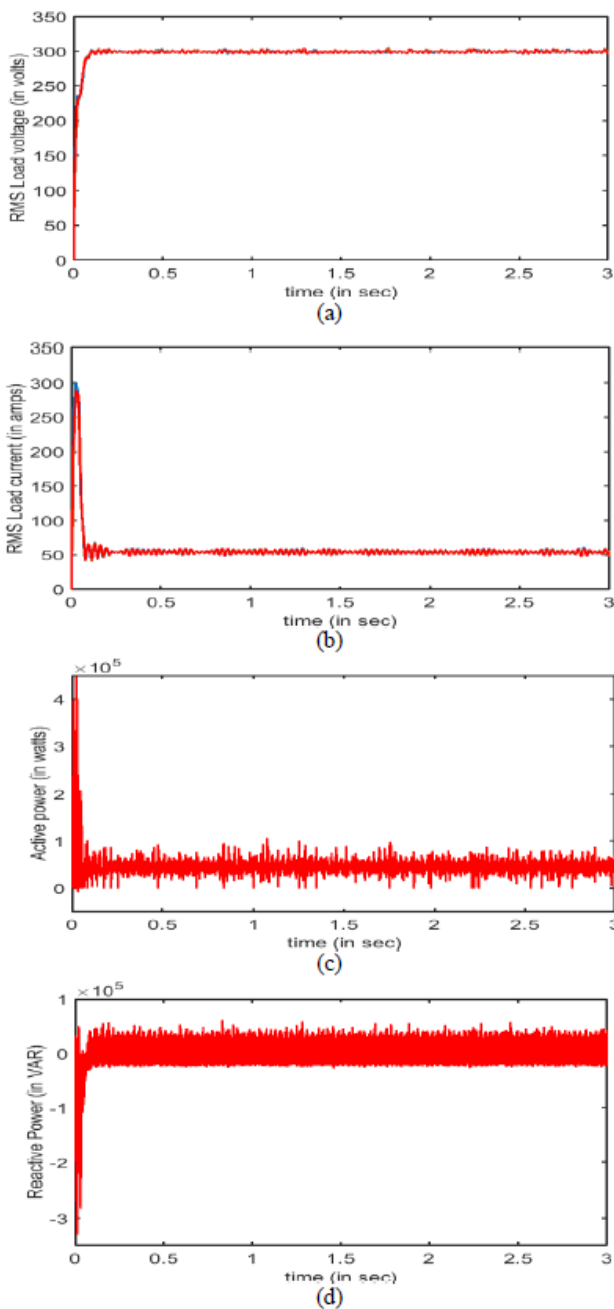 350
300
250
200
150
100
50
0
RMS Load voltage (in volts)
0 0.5 1 1.5 2 2.5 3
time (in sec)
(a)
350
300
250
200
150
100
50
0
RMS Load current (in amps)
0 0.5 1 1.5 2 2.5 3
time (in sec)
(b)
×10⁵
4
3
2
1
0
Active power (in watts)
0 0.5 1 1.5 2 2.5 3
time (in sec)
(c)
×10⁵
1
0
-1
-2
-3
Reactive Power (in VAR)
0 0.5 1 1.5 2 2.5 3
time (in sec)
(d)